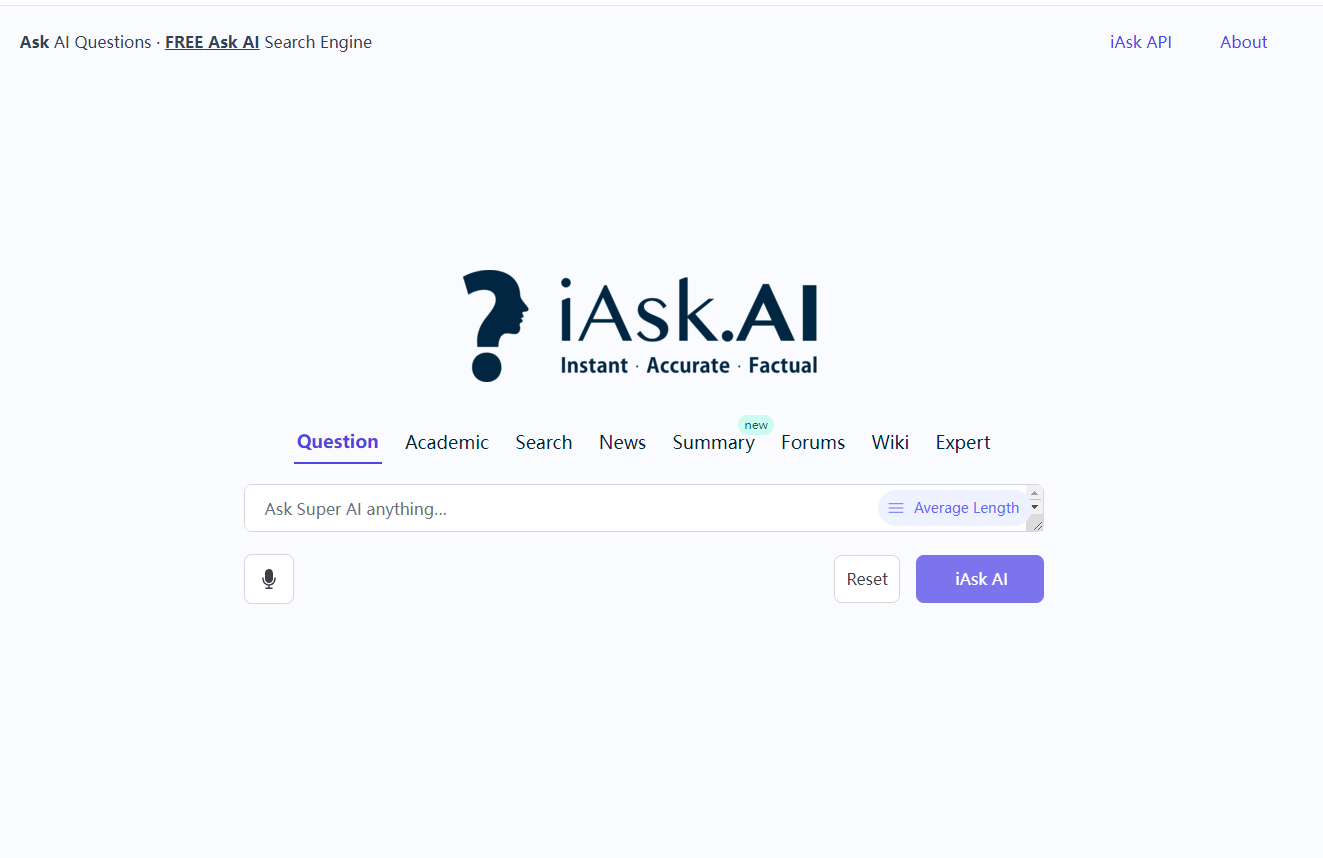 Ask AI Questions · FREE Ask AI Search Engine
iAsk API
About
iAsk.AI
Instant · Accurate · Factual
new
Question
Academic
Search
News
Summary
Forums
Wiki
Expert
Ask Super AI anything...
Average Length
Reset
iAsk AI